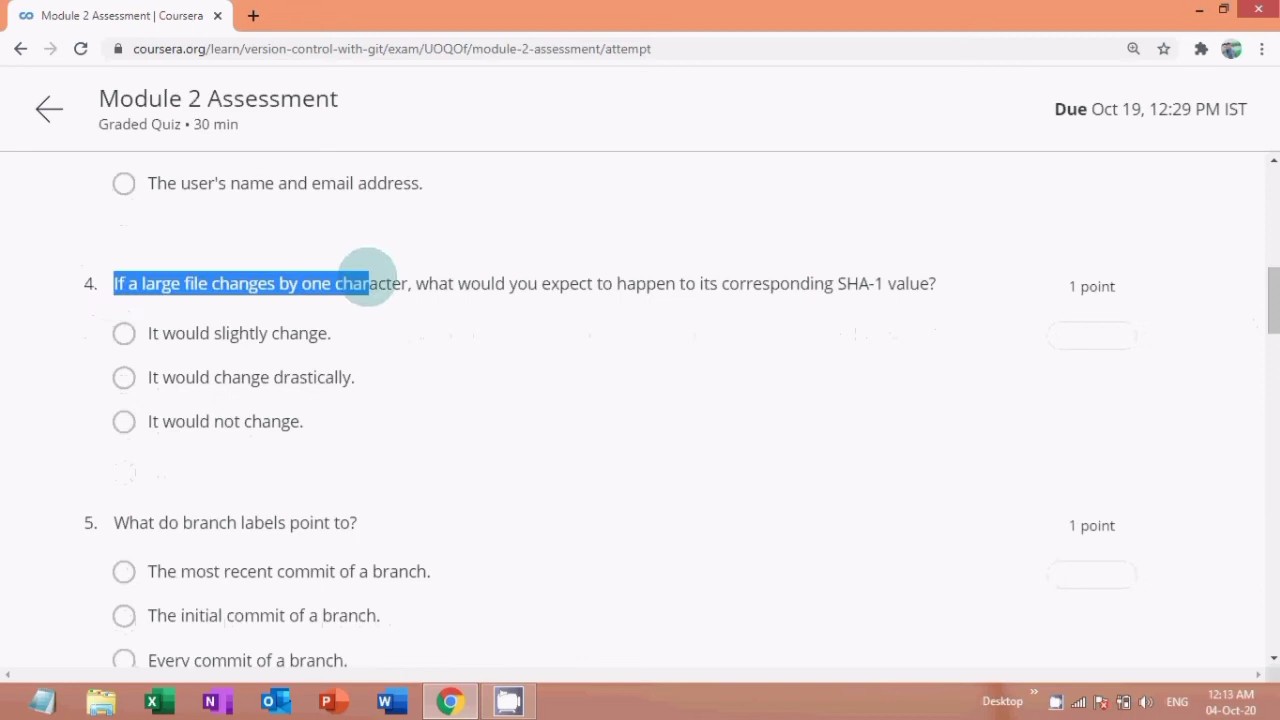 Module 2 Assessment | Coursera
coursera.org/learn/version-control-with-git/exam/UOQOf/module-2-assessment/attempt
Module 2 Assessment
Graded Quiz • 30 min
Due Oct 19, 12:29 PM IST
The user's name and email address.
4. If a large file changes by one character, what would you expect to happen to its corresponding SHA-1 value?
1 point
It would slightly change.
It would change drastically.
It would not change.
5. What do branch labels point to?
1 point
The most recent commit of a branch.
The initial commit of a branch.
Every commit of a branch.
Desktop
ENG
12:13 AM
04-Oct-20